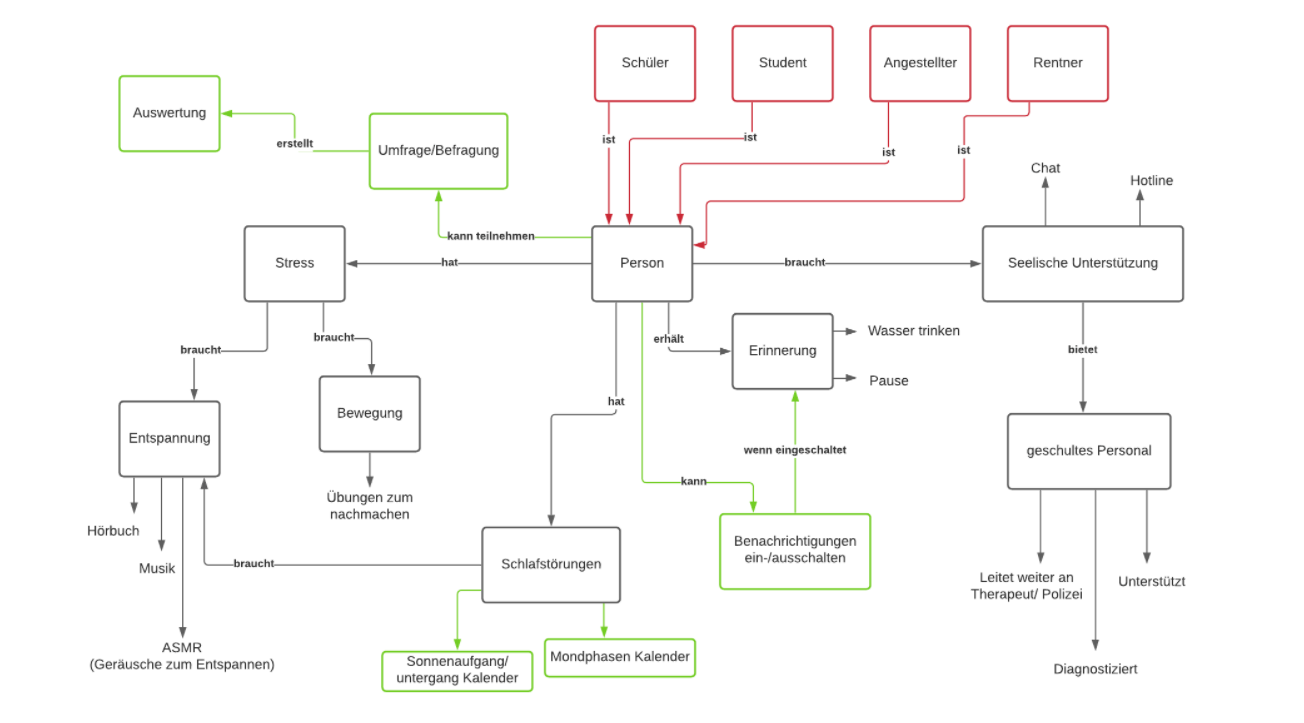 Schüler
Student
Angestellter
Rentner
Auswertung
erstellt
Umfrage/Befragung
ist
ist
ist
ist
Chat
Hotline
kann teilnehmen
Stress
hat
Person
braucht
Seelische Unterstützung
braucht
braucht
erhält
Erinnerung
Wasser trinken
Pause
bietet
Entspannung
Bewegung
hat
wenn eingeschaltet
geschultes Personal
kann
Übungen zum
nachmachen
Hörbuch
Musik
braucht
Schlafstörungen
Benachrichtigungen
ein-/ausschalten
Leitet weiter an
Therapeut/ Polizei
Unterstützt
ASMR
(Geräusche zum Entspannen)
Sonnenaufgang/
untergang Kalender
Mondphasen Kalender
Diagnostiziert